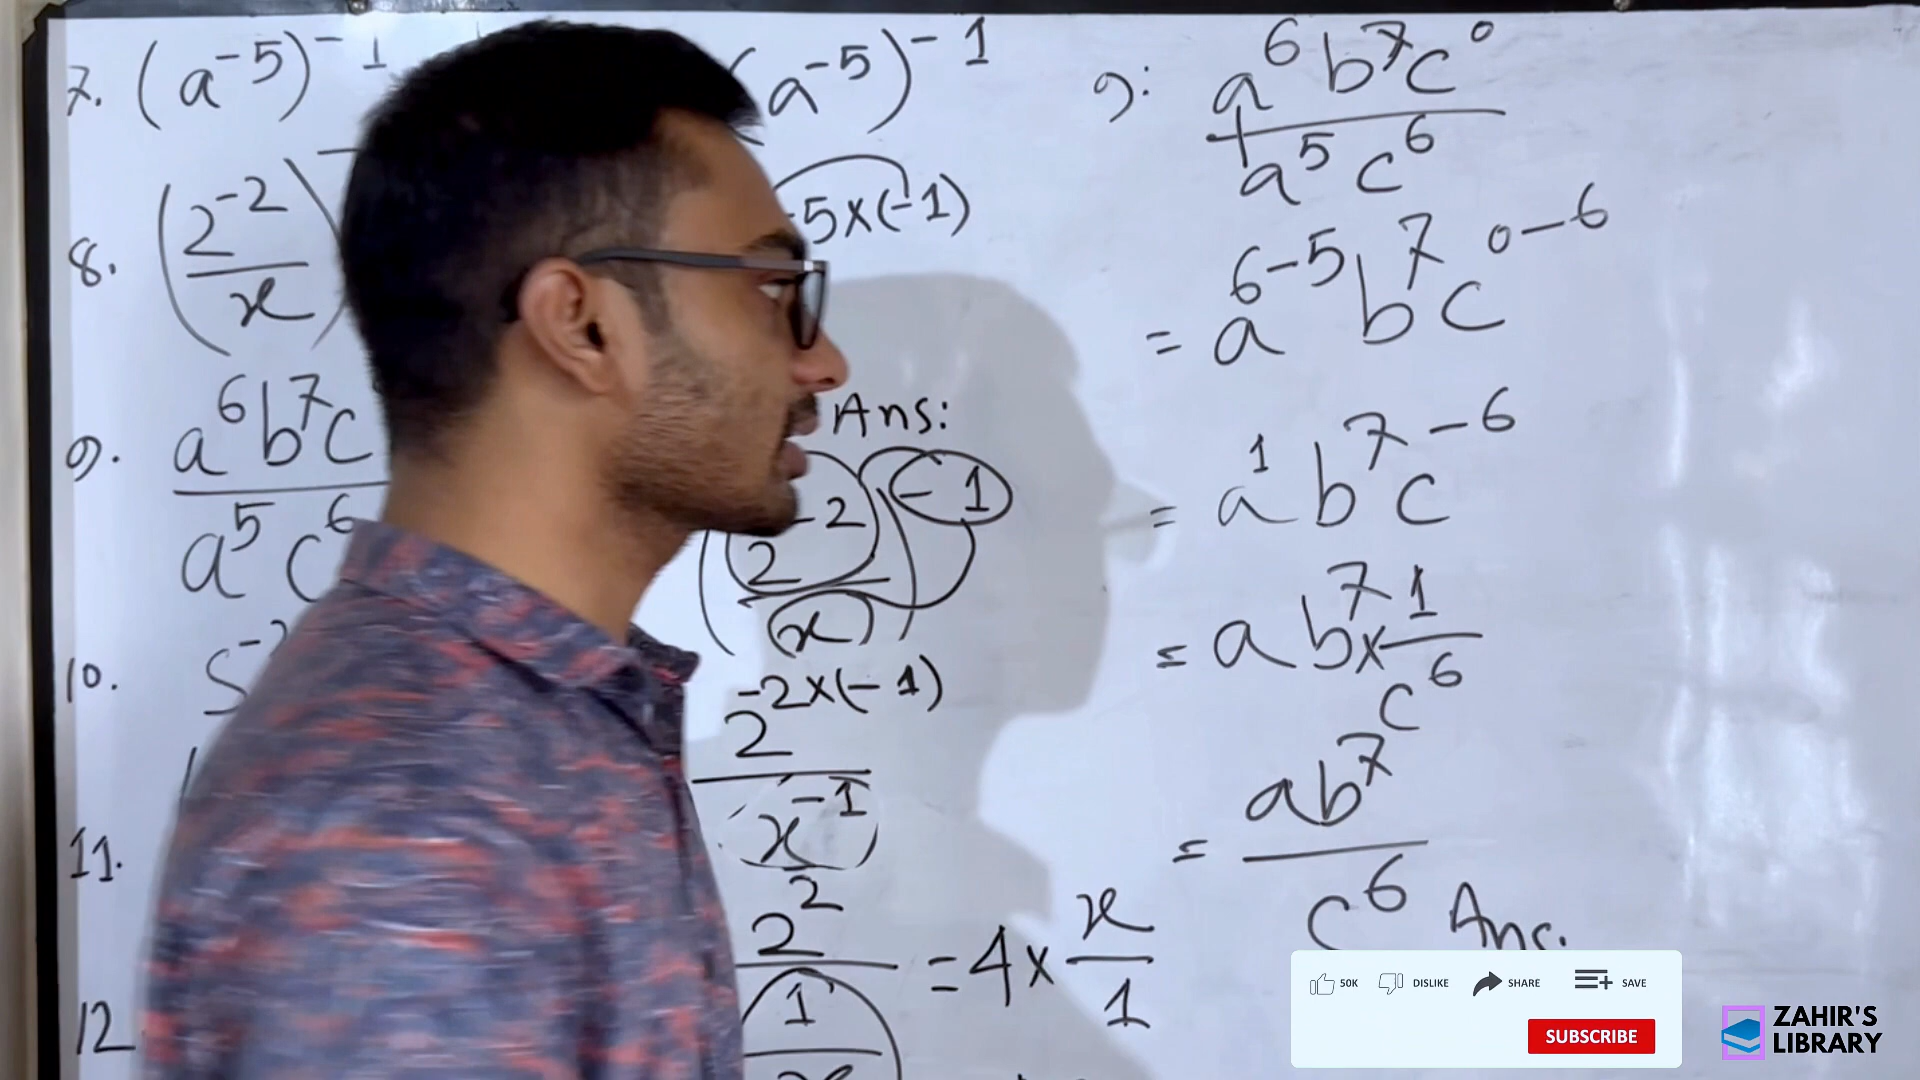 7. (a⁻⁵)⁻¹
8. (2⁻²/x)
9. a⁶b⁷c
a⁵c⁶
10. S⁻
11.
12
(a⁻⁵)⁻¹
-5×(-1)
Ans:
(2⁻²/x)⁻¹
2⁻²ˣ⁽⁻¹⁾
x⁻¹
2²
1
= 4 × x/1
9: a⁶b⁷c⁰
a⁵c⁶
= a⁶⁻⁵b⁷c⁰⁻⁶
= a¹b⁷c⁻⁶
= ab⁷×1/c⁶
= ab⁷/c⁶ Ans.
50K DISLIKE SHARE SAVE
SUBSCRIBE
ZAHIR'S
LIBRARY